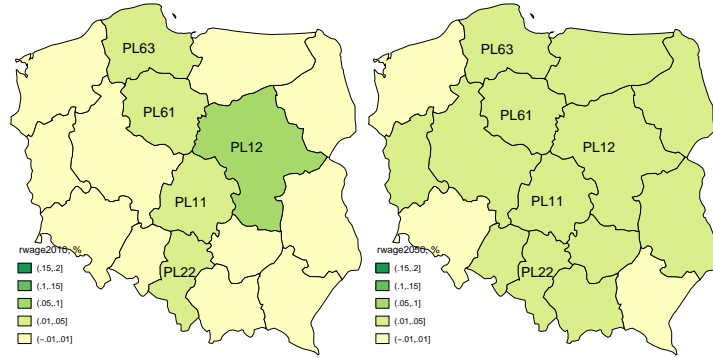 PL63
PL61
PL12
PL11
PL22
rwage2010, %
(.15,.2]
(.1,.15]
(.05,.1]
(.01,.05]
(−.01,.01]
PL63
PL61
PL12
PL11
PL22
rwage2050, %
(.15,.2]
(.1,.15]
(.05,.1]
(.01,.05]
(−.01,.01]